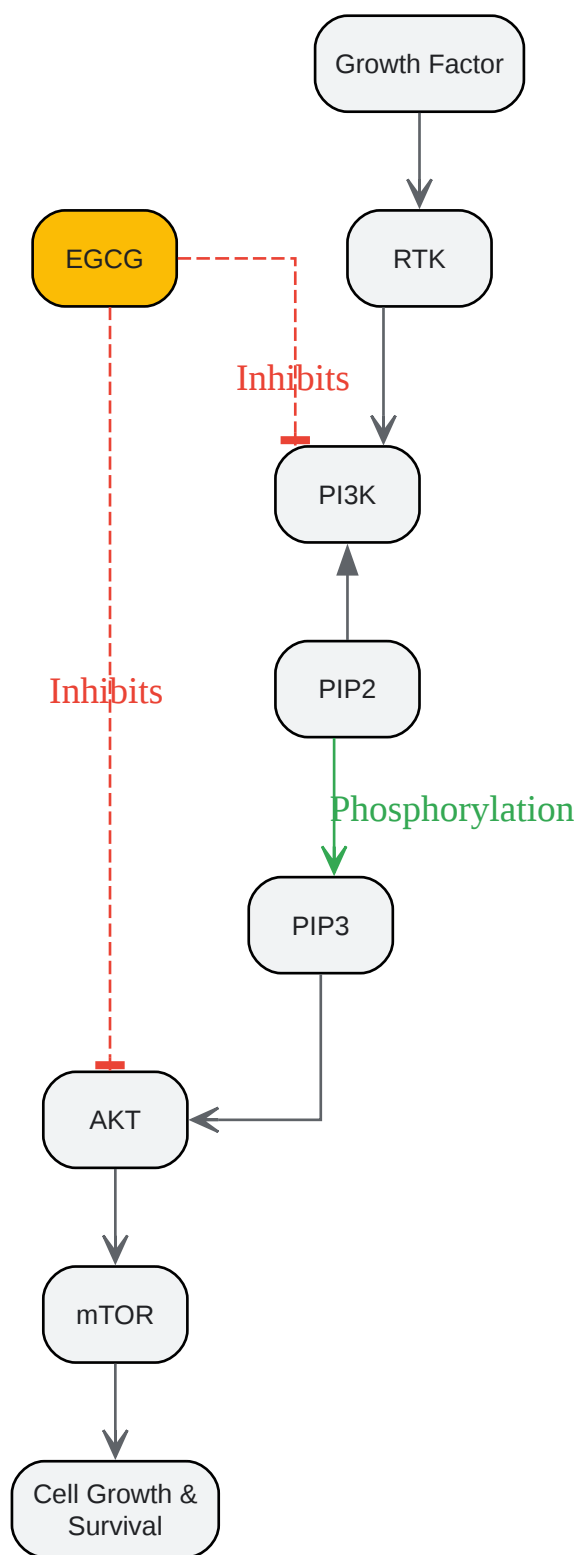 Growth Factor
EGCG
RTK
Inhibits
PI3K
Inhibits
PIP2
Phosphorylation
PIP3
AKT
mTOR
Cell Growth &
Survival